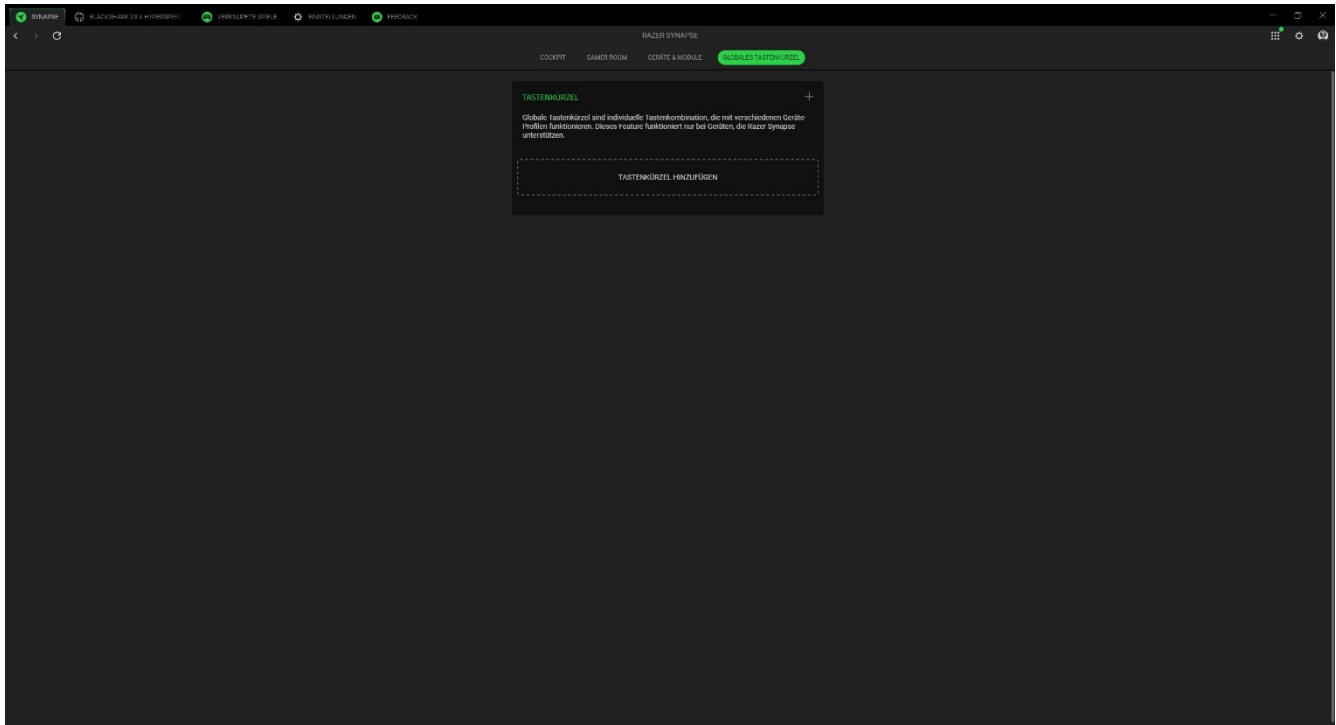 SYNAPSE
BLACKSHARK V3 X HYPERSPEED
VERKNÜPFTE SPIELE
EINSTELLUNGEN
FEEDBACK
RAZER SYNAPSE
COCKPIT
GAMER ROOM
GERÄTE & MODULE
GLOBALES TASTENKÜRZEL
TASTENKÜRZEL
Globale Tastenkürzel sind individuelle Tastenkombination, die mit verschiedenen Geräte-
Profilen funktionieren. Dieses Feature funktioniert nur bei Geräten, die Razer Synapse
unterstützen.
TASTENKÜRZEL HINZUFÜGEN